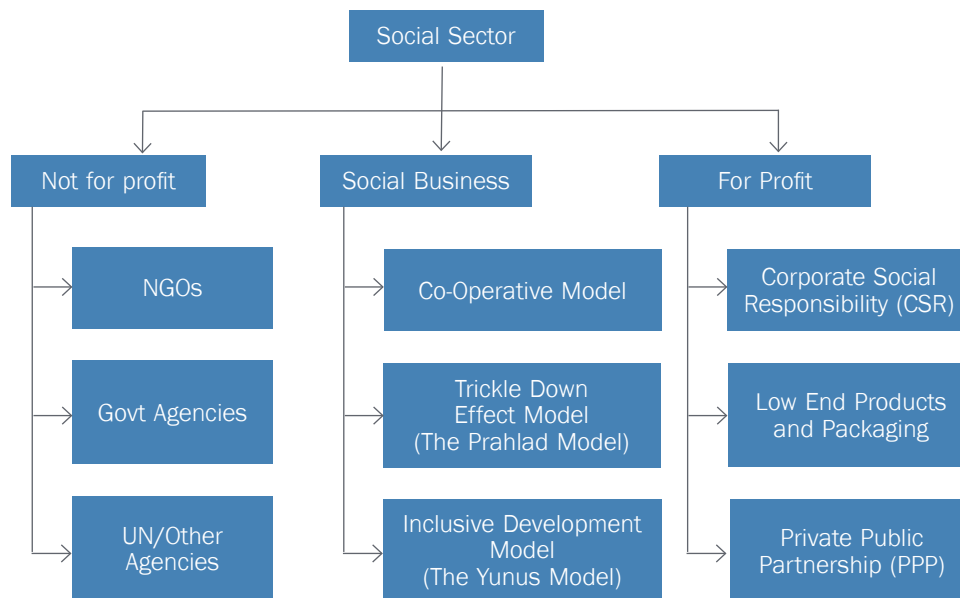 Social Sector
Not for profit
Social Business
For Profit
NGOs
Co-Operative Model
Corporate Social
Responsibility (CSR)
Govt Agencies
Trickle Down
Effect Model
(The Prahlad Model)
Low End Products
and Packaging
UN/Other
Agencies
Inclusive Development
Model
(The Yunus Model)
Private Public
Partnership (PPP)